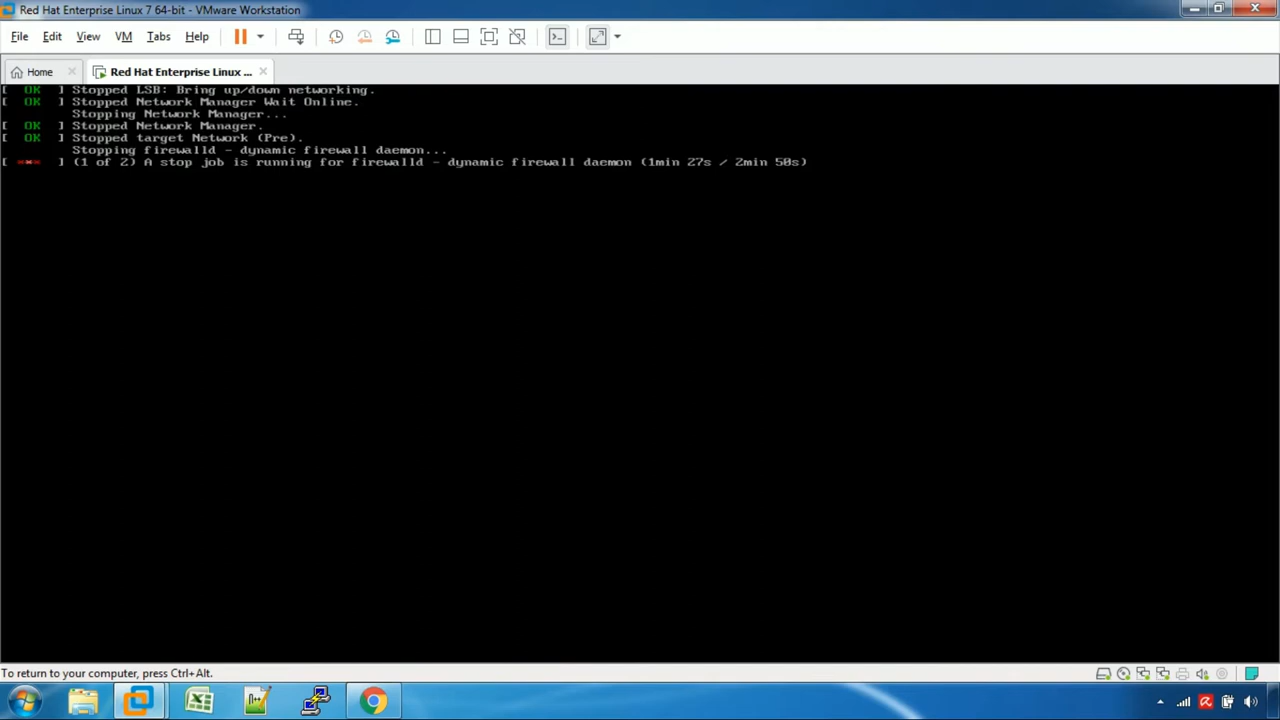 Red Hat Enterprise Linux 7 64-bit - VMware Workstation
File Edit View VM Tabs Help
Home Red Hat Enterprise Linux ...
[ OK ] Stopped LSB: Bring up/down networking.
[ OK ] Stopped Network Manager Wait Online.
Stopping Network Manager...
[ OK ] Stopped Network Manager.
[ OK ] Stopped target Network (Pre).
Stopping firewalld - dynamic firewall daemon...
[ *** ] (1 of 2) A stop job is running for firewalld - dynamic firewall daemon (1min 27s / 2min 50s)
To return to your computer, press Ctrl+Alt.